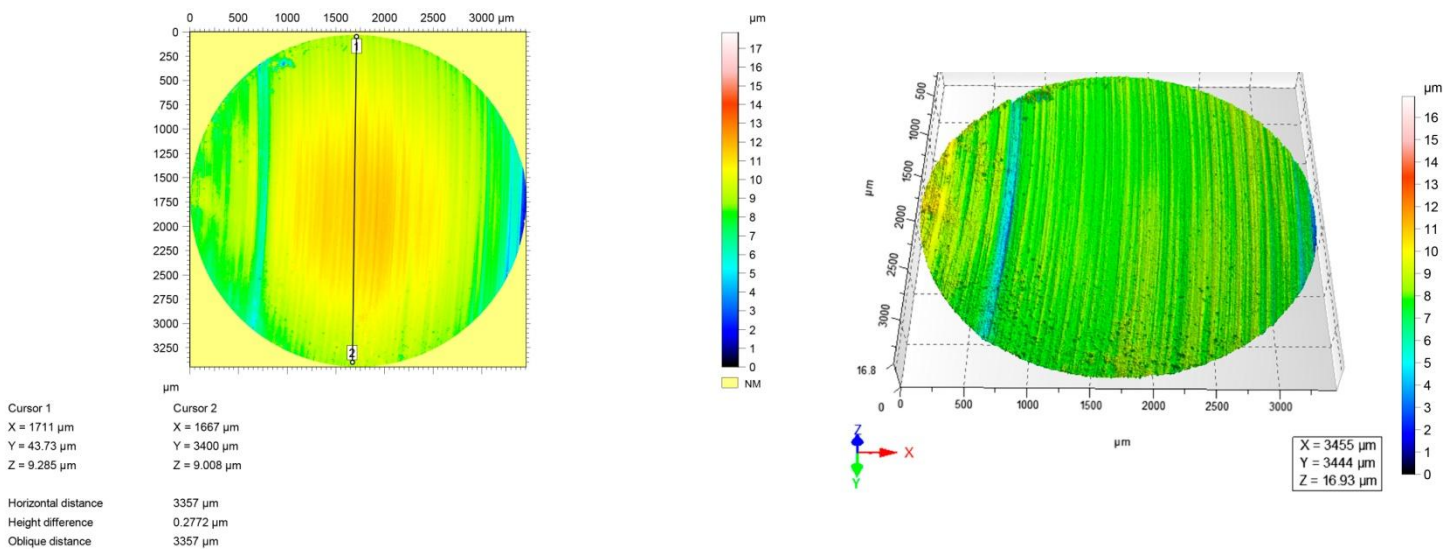 0 500 1000 1500 2000 2500 3000 µm
0
250
500
750
1000
1250
1500
1750
2000
2250
2500
2750
3000
3250
µm
1
2
µm
17
16
15
14
13
12
11
10
9
8
7
6
5
4
3
2
1
0
NM
Cursor 1 Cursor 2
X = 1711 µm X = 1667 µm
Y = 43.73 µm Y = 3400 µm
Z = 9.285 µm Z = 9.008 µm
Horizontal distance 3357 µm
Height difference 0.2772 µm
Oblique distance 3357 µm
500
1000
1500
µm
2000
2500
3000
16.8
0 0 500 1000 1500 2000 2500 3000
µm
Z
X
Y
X = 3455 µm
Y = 3444 µm
Z = 16.93 µm
µm
16
15
14
13
12
11
10
9
8
7
6
5
4
3
2
1
0